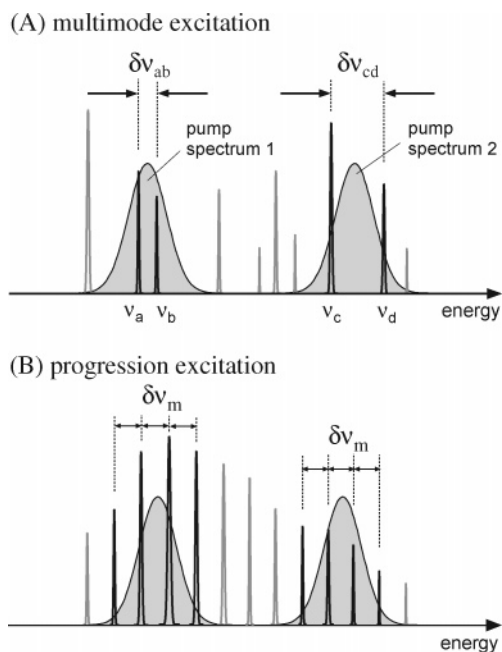 (A) multimode excitation
δν_ab
δν_cd
pump
spectrum 1
pump
spectrum 2
ν_a
ν_b
ν_c
ν_d
energy
(B) progression excitation
δν_m
δν_m
energy